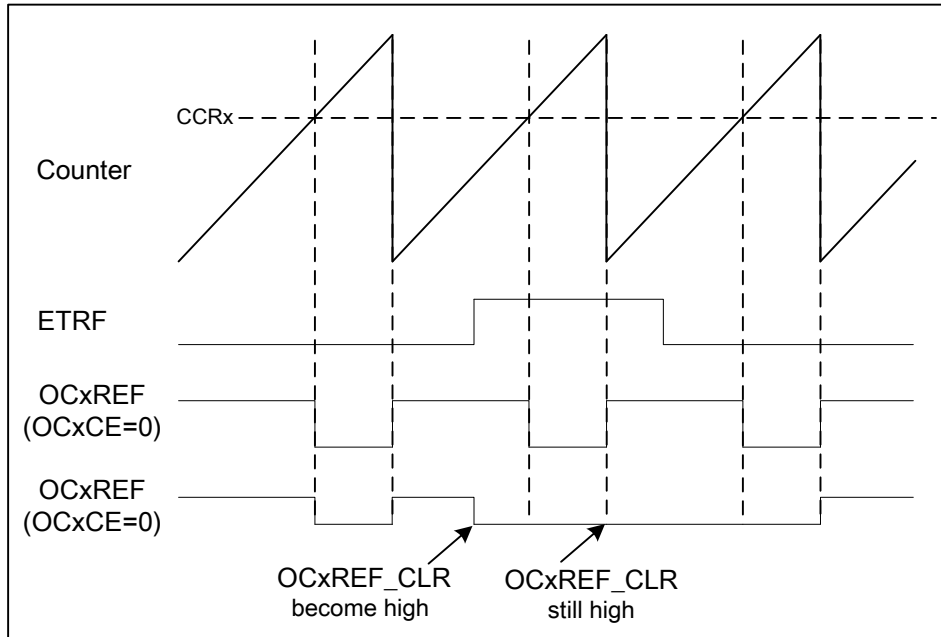 CCRx
Counter
ETRF
OCxREF
(OCxCE=0)
OCxREF
(OCxCE=0)
OCxREF_CLR
become high
OCxREF_CLR
still high